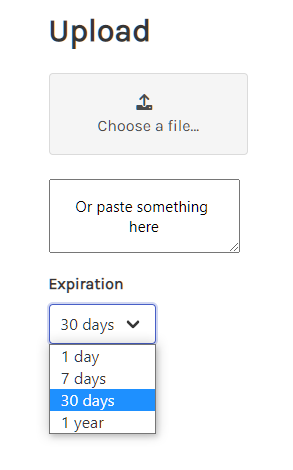 Upload
Choose a file...
Or paste something
here
Expiration
30 days
1 day
7 days
30 days
1 year